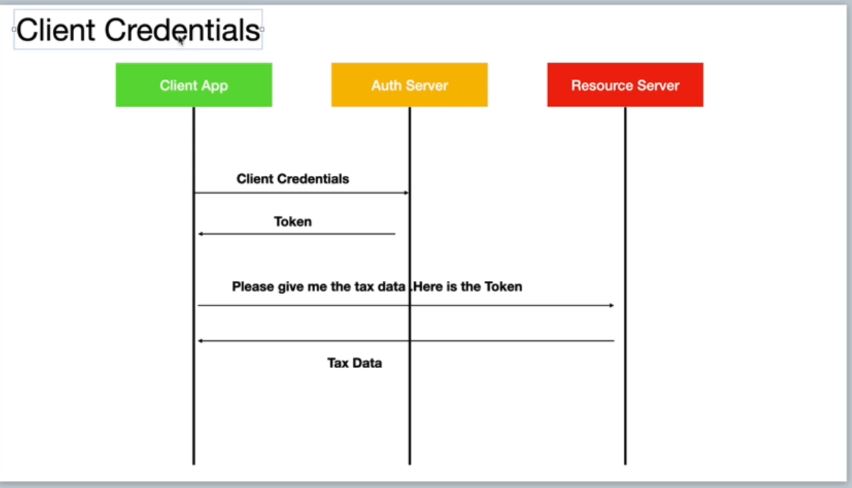 Client Credentials
Client App
Auth Server
Resource Server
Client Credentials
Token
Please give me the tax data .Here is the Token
Tax Data